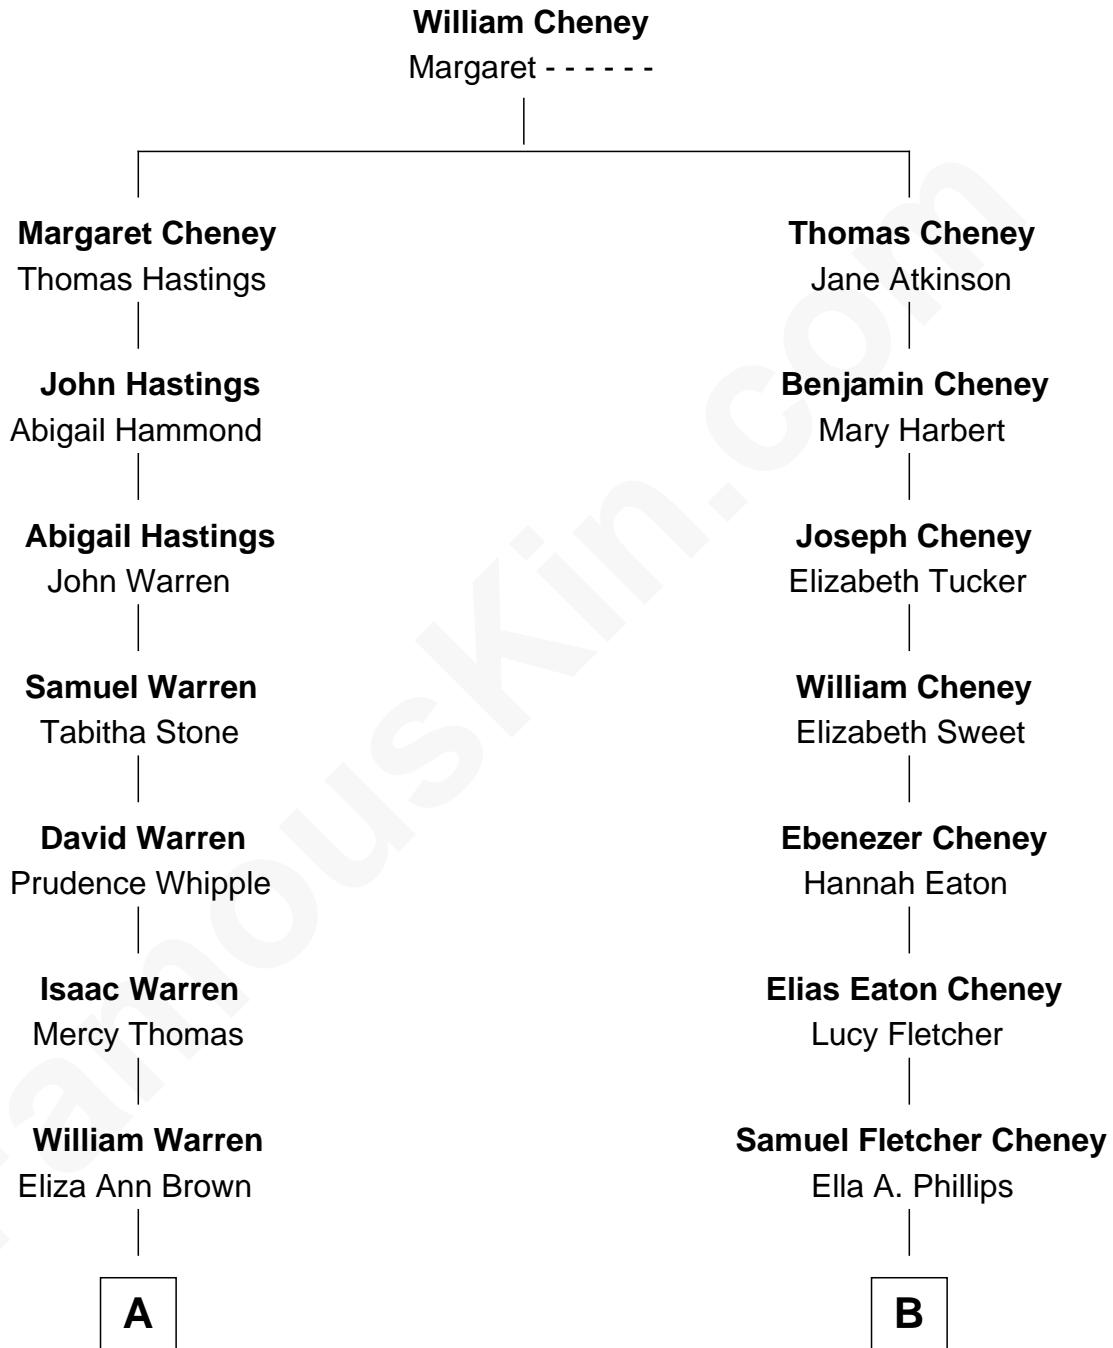 William Cheney
Margaret - - - - - -
Margaret Cheney
Thomas Hastings
Thomas Cheney
Jane Atkinson
John Hastings
Abigail Hammond
Benjamin Cheney
Mary Harbert
Abigail Hastings
John Warren
Joseph Cheney
Elizabeth Tucker
Samuel Warren
Tabitha Stone
William Cheney
Elizabeth Sweet
David Warren
Prudence Whipple
Ebenezer Cheney
Hannah Eaton
Isaac Warren
Mercy Thomas
Elias Eaton Cheney
Lucy Fletcher
William Warren
Eliza Ann Brown
Samuel Fletcher Cheney
Ella A. Phillips
A
B
FamousKin.com